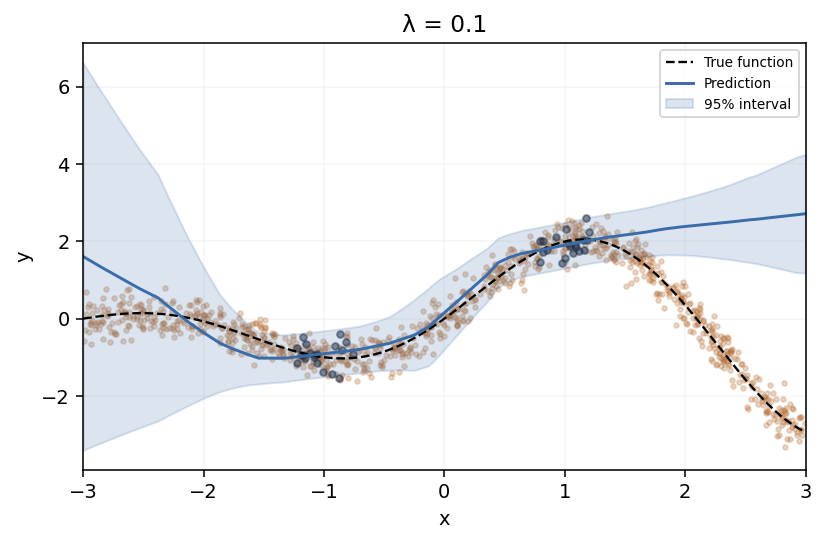 λ = 0.1
True function
Prediction
95% interval
y
6
4
2
0
−2
−3
−2
−1
0
1
2
3
x